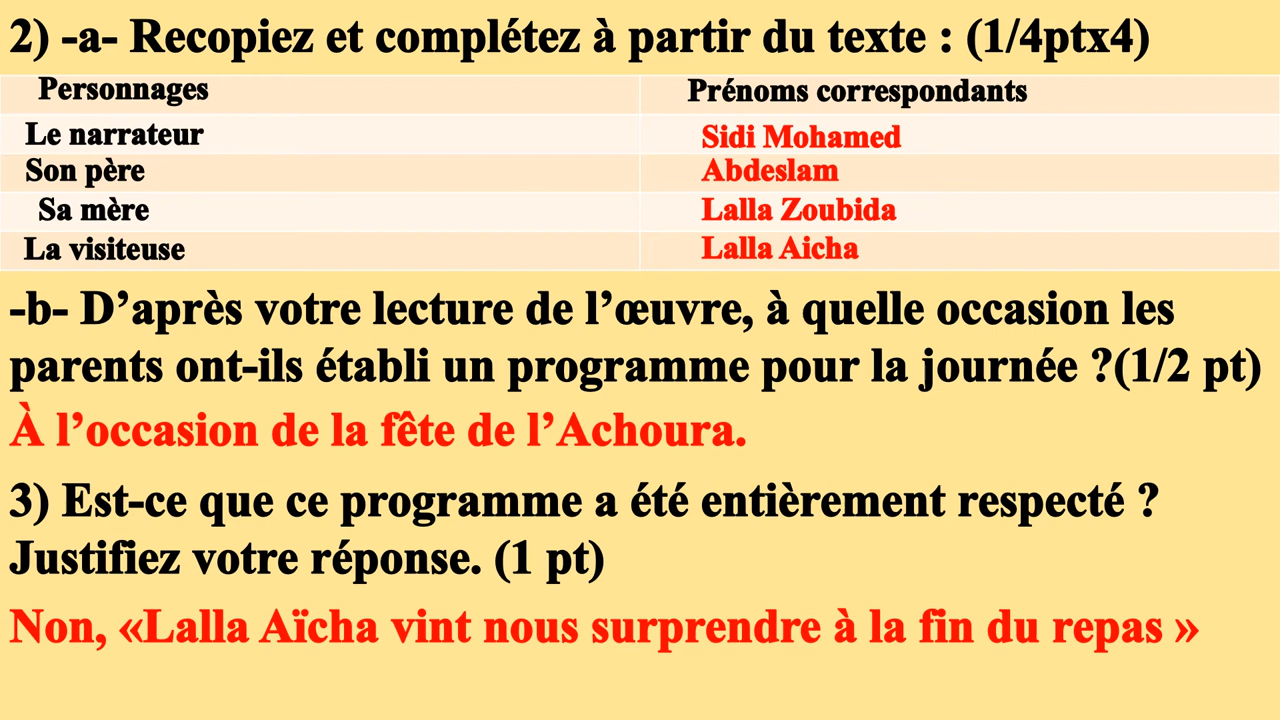 2) -a- Recopiez et complétez à partir du texte : (1/4ptx4)
Personnages Prénoms correspondants
Le narrateur Sidi Mohamed
Son père Abdeslam
Sa mère Lalla Zoubida
La visiteuse Lalla Aicha
-b- D’après votre lecture de l’œuvre, à quelle occasion les
parents ont-ils établi un programme pour la journée ?(1/2 pt)
À l’occasion de la fête de l’Achoura.
3) Est-ce que ce programme a été entièrement respecté ?
Justifiez votre réponse. (1 pt)
Non, «Lalla Aïcha vint nous surprendre à la fin du repas »